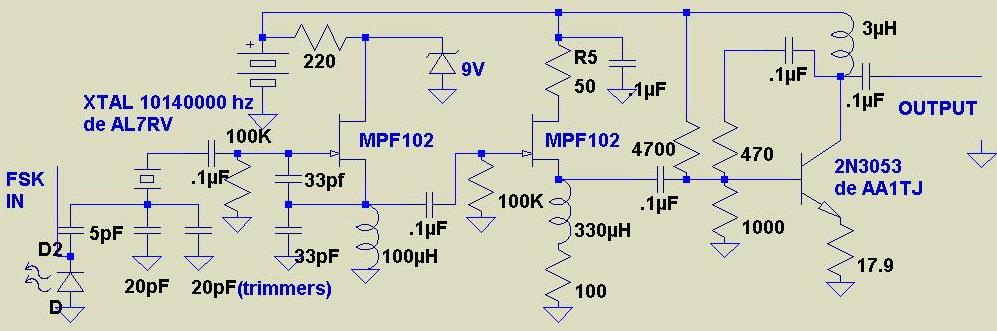 +
220
9V
R5
50
.1µF
.1µF
3µH
.1µF
OUTPUT
XTAL 10140000 hz
de AL7RV
100K
MPF102
MPF102
4700
470
2N3053
de AA1TJ
FSK
IN
.1µF
33pf
100K
.1µF
5pF
.1µF
330µH
1000
D2
33pF
100µH
17.9
20pF
20pF(trimmers)
100
D